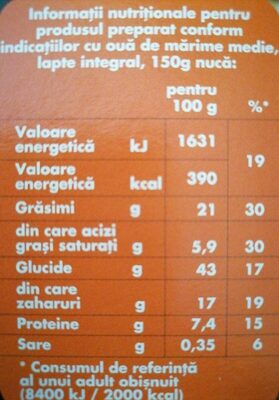 Informații nutriționale pentru
produsul preparat conform
indicațiilor cu ouă de mărime medie,
lapte integral, 150g nucă:
pentru
100 g %*
Valoare
energetică kJ 1631
19
Valoare
energetică kcal 390
Grăsimi g 21 30
din care acizi
grași saturați g 5,9 30
Glucide g 43 17
din care
zaharuri g 17 19
Proteine g 7,4 15
Sare g 0,35 6
* Consumul de referință
al unui adult obișnuit
(8400 kJ / 2000 kcal)